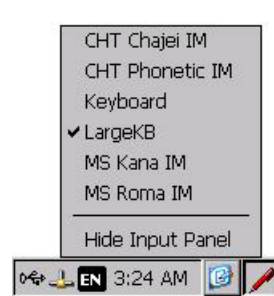 CHT Chajei IM
CHT Phonetic IM
Keyboard
LargeKB
MS Kana IM
MS Roma IM
Hide Input Panel
EN 3:24 AM